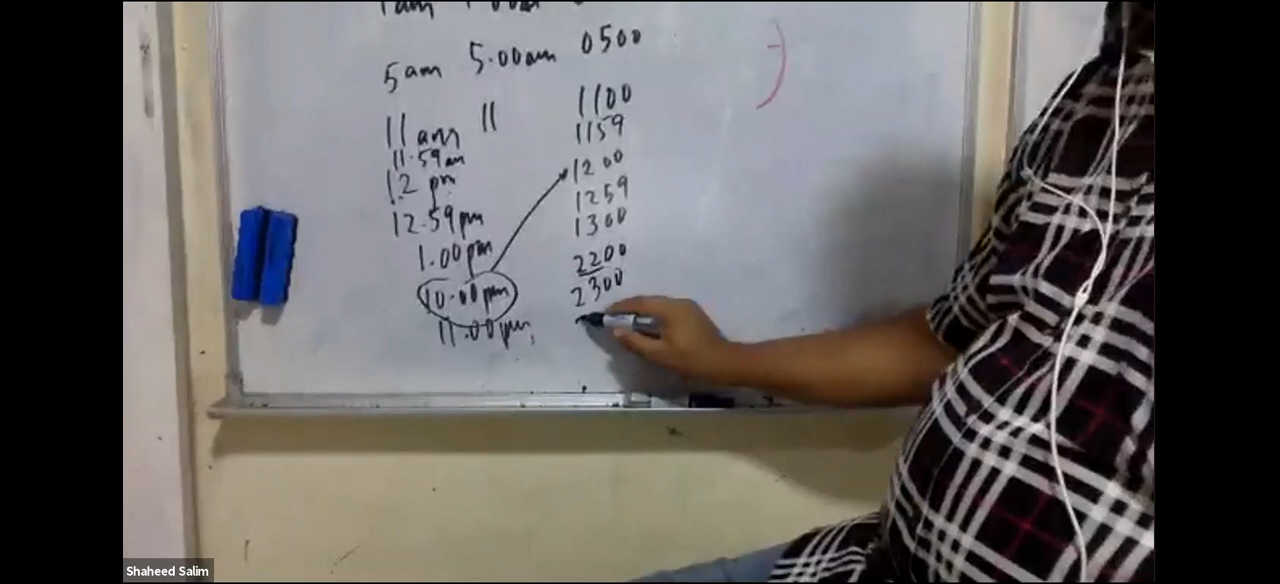 5am 5.00am 0500
11am 11 1100
11.59am 1159
12 pm 1200
12.59pm 1259
1.00pm 1300
10.00pm 2200
11.00pm 2300
Shaheed Salim